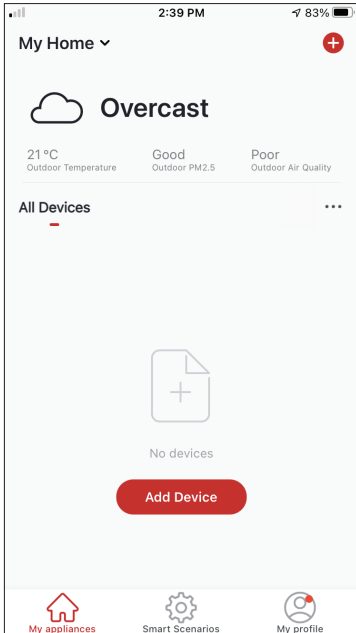 2:39 PM
83%
My Home
Overcast
21°C Good Poor
Outdoor Temperature Outdoor PM2.5 Outdoor Air Quality
All Devices
No devices
Add Device
My appliances Smart Scenarios My profile